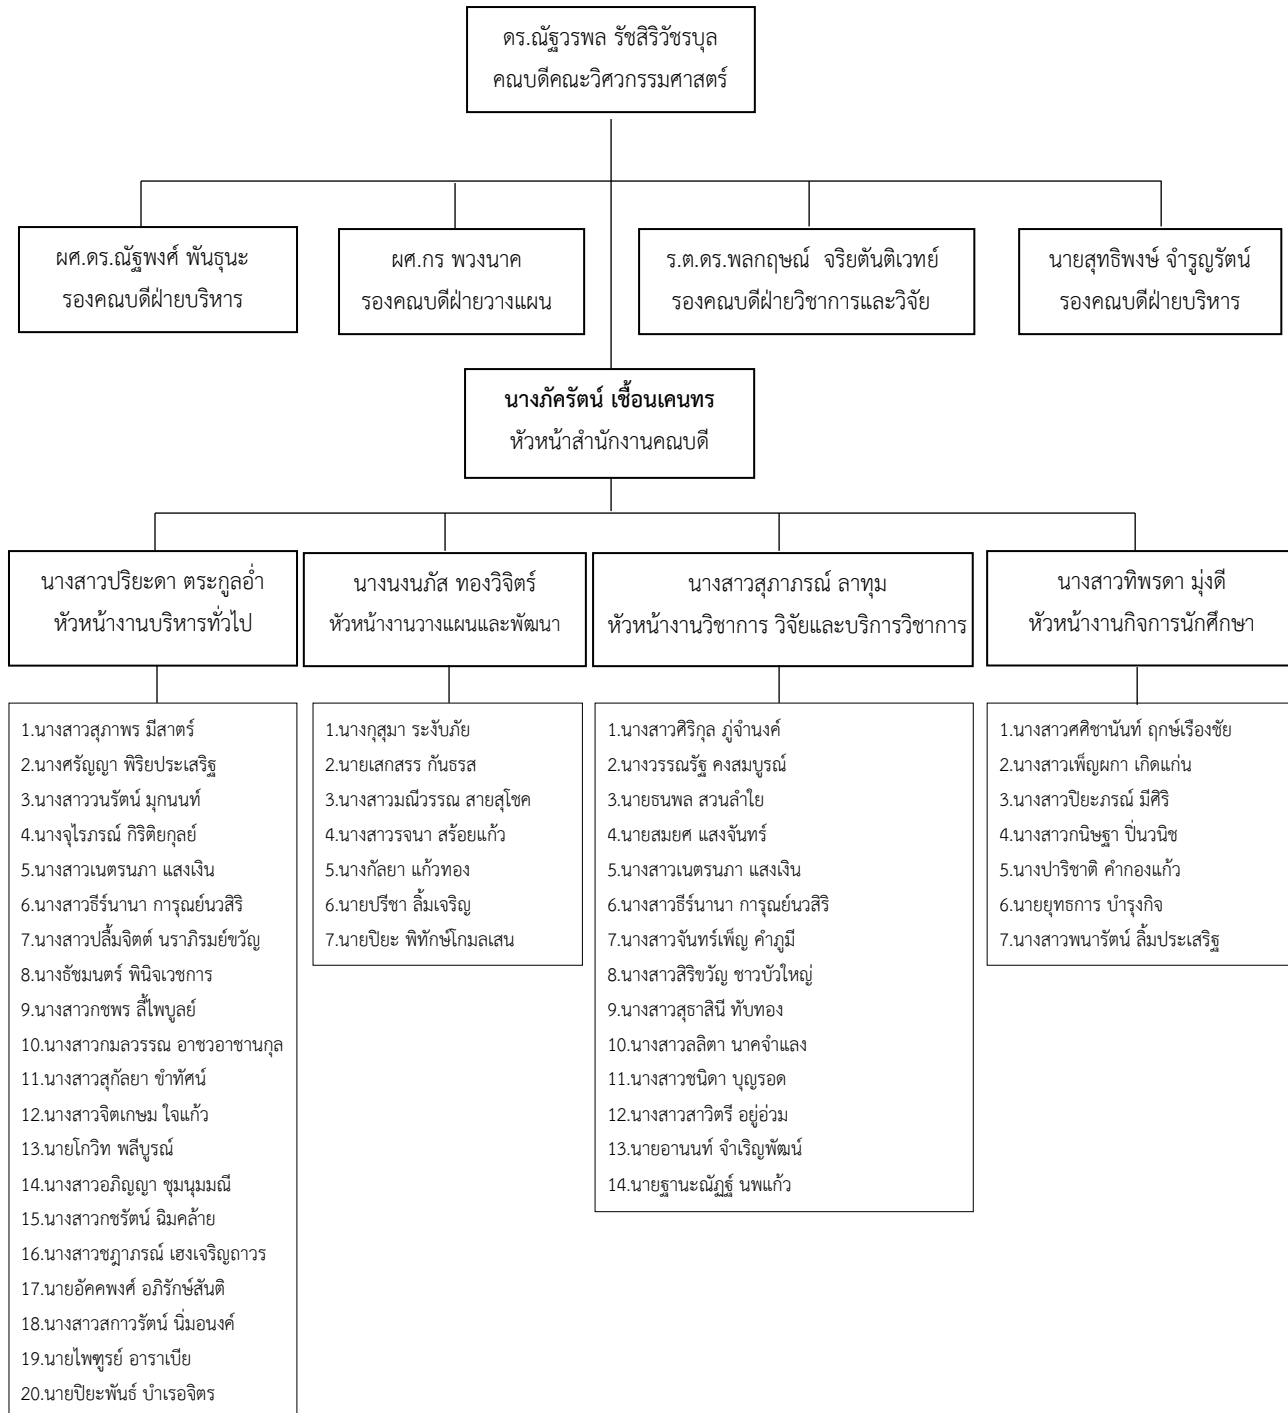 ดร.ณัฐวรพล รัชสิริวัชรบุล
คณบดีคณะวิศวกรรมศาสตร์
ผศ.ดร.ณัฐพงศ์ พันธุนะ
รองคณบดีฝ่ายบริหาร
ผศ.กร พวงนาค
รองคณบดีฝ่ายวางแผน
ร.ต.ดร.พลกฤษณ์ จริยตันติเวทย์
รองคณบดีฝ่ายวิชาการและวิจัย
นายสุทธิพงษ์ จำรูญรัตน์
รองคณบดีฝ่ายบริหาร
นางภัครัตน์ เชื้อนเคนทร
หัวหน้าสำนักงานคณบดี
นางสาวปริยะดา ตระกูลอ่ำ
หัวหน้างานบริหารทั่วไป
นางนงนภัส ทองวิจิตร์
หัวหน้างานวางแผนและพัฒนา
นางสาวสุภาภรณ์ ลาทุม
หัวหน้างานวิชาการ วิจัยและบริการวิชาการ
นางสาวทิพรดา มุ่งดี
หัวหน้างานกิจการนักศึกษา
1.นางสาวสุภาพร มีสาตร์
2.นางศรัญญา พิริยประเสริฐ
3.นางสาววนรัตน์ มุกนนท์
4.นางจุไรภรณ์ กิริติยกุลย์
5.นางสาวเนตรนภา แสงเงิน
6.นางสาวธีร์นานา การุณย์นวสิริ
7.นางสาวปลื้มจิตต์ นราภิรมย์ขวัญ
8.นางธัชมนตร์ พินิจเวชการ
9.นางสาวกชพร ลี้ไพบูลย์
10.นางสาวกมลวรรณ อาชวอาชานกุล
11.นางสาวสุกัลยา ขำทัศน์
12.นางสาวจิตเกษม ใจแก้ว
13.นายโกวิท พลีบูรณ์
14.นางสาวอภิญญา ชุมนุมมณี
15.นางสาวกชรัตน์ ฉิมคล้าย
16.นางสาวชฎาภรณ์ เฮงเจริญถาวร
17.นายอัคคพงศ์ อภิรักษ์สันติ
18.นางสาวสกาวรัตน์ นิ่มอนงค์
19.นายไพฑูรย์ อาราเบีย
20.นายปิยะพันธ์ บำเรอจิตร
1.นางกุสุมา ระงับภัย
2.นายเสกสรร กันธรส
3.นางสาวมณีวรรณ สายสุโชค
4.นางสาวรจนา สร้อยแก้ว
5.นางกัลยา แก้วทอง
6.นายปรีชา ลิ้มเจริญ
7.นายปิยะ พิทักษ์โกมลเสน
1.นางสาวศิริกุล ภู่จำนงค์
2.นางวรรณรัฐ คงสมบูรณ์
3.นายธนพล สวนลำใย
4.นายสมยศ แสงจันทร์
5.นางสาวเนตรนภา แสงเงิน
6.นางสาวธีร์นานา การุณย์นวสิริ
7.นางสาวจันทร์เพ็ญ คำภูมี
8.นางสาวสิริขวัญ ชาวบัวใหญ่
9.นางสาวสุธาสินี ทับทอง
10.นางสาวลลิตา นาคจำแลง
11.นางสาวชนิดา บุญรอด
12.นางสาวสาวิตรี อยู่อ่วม
13.นายอานนท์ จำเริญพัฒน์
14.นายฐานะณัฏฐ์ นพแก้ว
1.นางสาวศศิชานันท์ ฤกษ์เรืองชัย
2.นางสาวเพ็ญผกา เกิดแก่น
3.นางสาวปิยะภรณ์ มีศิริ
4.นางสาวกนิษฐา ปิ่นวนิช
5.นางปาริชาติ คำกองแก้ว
6.นายยุทธการ บำรุงกิจ
7.นางสาวพนารัตน์ ลิ้มประเสริฐ